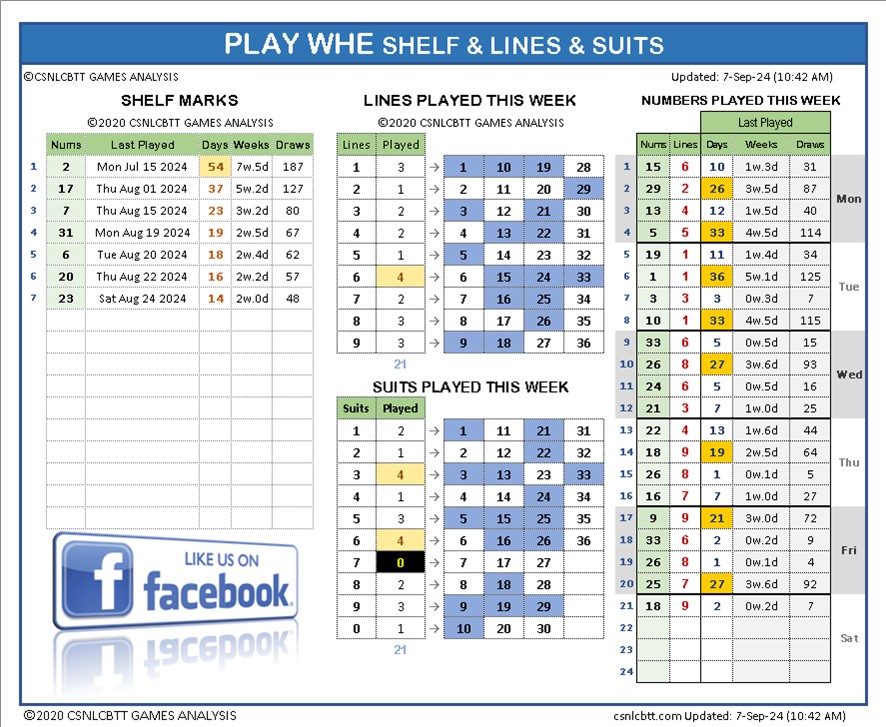 PLAY WHE SHELF & LINES & SUITS
©CSNLCBTT GAMES ANALYSIS
Updated: 7-Sep-24 (10:42 AM)
SHELF MARKS
©2020 CSNLCBTT GAMES ANALYSIS
Nums Last Played Days Weeks Draws
1 2 Mon Jul 15 2024 54 7w.5d 187
2 17 Thu Aug 01 2024 37 5w.2d 127
3 7 Thu Aug 15 2024 23 3w.2d 80
4 31 Mon Aug 19 2024 19 2w.5d 67
5 6 Tue Aug 20 2024 18 2w.4d 62
6 20 Thu Aug 22 2024 16 2w.2d 57
7 23 Sat Aug 24 2024 14 2w.0d 48
LIKE US ON
f facebook.
LINES PLAYED THIS WEEK
©2020 CSNLCBTT GAMES ANALYSIS
Lines Played
1 3 → 1 10 19 28
2 1 → 2 11 20 29
3 2 → 3 12 21 30
4 2 → 4 13 22 31
5 1 → 5 14 23 32
6 4 → 6 15 24 33
7 2 → 7 16 25 34
8 3 → 8 17 26 35
9 3 → 9 18 27 36
21
SUITS PLAYED THIS WEEK
Suits Played
1 2 → 1 11 21 31
2 1 → 2 12 22 32
3 4 → 3 13 23 33
4 1 → 4 14 24 34
5 3 → 5 15 25 35
6 4 → 6 16 26 36
7 0 → 7 17 27
8 2 → 8 18 28
9 3 → 9 19 29
0 1 → 10 20 30
21
NUMBERS PLAYED THIS WEEK
Last Played
Nums Lines Days Weeks Draws
1 15 6 10 1w.3d 31
2 29 2 26 3w.5d 87
Mon
3 13 4 12 1w.5d 40
4 5 5 33 4w.5d 114
5 19 1 11 1w.4d 34
6 1 1 36 5w.1d 125
Tue
7 3 3 3 0w.3d 7
8 10 1 33 4w.5d 115
9 33 6 5 0w.5d 15
10 26 8 27 3w.6d 93
Wed
11 24 6 5 0w.5d 16
12 21 3 7 1w.0d 25
13 22 4 13 1w.6d 44
14 18 9 19 2w.5d 64
Thu
15 26 8 1 0w.1d 5
16 16 7 7 1w.0d 27
17 9 9 21 3w.0d 72
18 33 6 2 0w.2d 9
Fri
19 26 8 1 0w.1d 4
20 25 7 27 3w.6d 92
21 18 9 2 0w.2d 7
22
Sat
23
24
©2020 CSNLCBTT GAMES ANALYSIS
csnlcbtt.com Updated: 7-Sep-24 (10:42 AM)